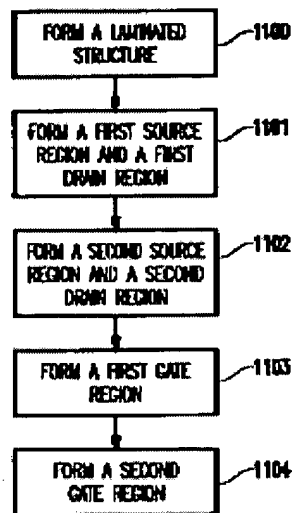 FORM A LAMINATED
STRUCTURE
1100
FORM A FIRST SOURCE
REGION AND A FIRST
DRAIN REGION
1101
FORM A SECOND SOURCE
REGION AND A SECOND
DRAIN REGION
1102
FORM A FIRST GATE
REGION
1103
FORM A SECOND
GATE REGION
1104